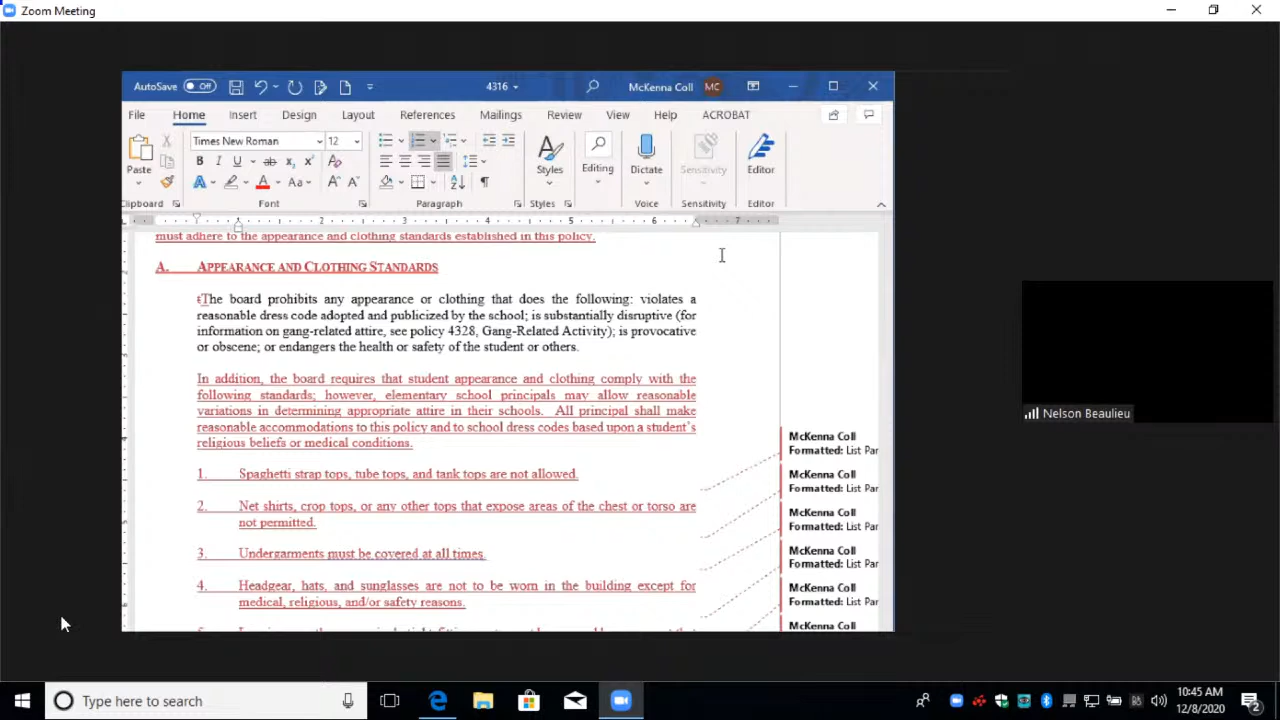 Zoom Meeting
AutoSave Off 4316 McKenna Coll MC
File Home Insert Design Layout References Mailings Review View Help ACROBAT
Times New Roman 12
Paste Styles Editing Dictate Sensitivity Editor
B I U ab x₂ x²
A A Aa A A
Clipboard Font Paragraph Styles Voice Sensitivity Editor
1 2 3 4 5 6 7
must adhere to the appearance and clothing standards established in this policy.
A. APPEARANCE AND CLOTHING STANDARDS
tThe board prohibits any appearance or clothing that does the following: violates a
reasonable dress code adopted and publicized by the school; is substantially disruptive (for
information on gang-related attire, see policy 4328, Gang-Related Activity); is provocative
or obscene; or endangers the health or safety of the student or others.
In addition, the board requires that student appearance and clothing comply with the
following standards; however, elementary school principals may allow reasonable
variations in determining appropriate attire in their schools. All principal shall make
reasonable accommodations to this policy and to school dress codes based upon a student's
religious beliefs or medical conditions.
1. Spaghetti strap tops, tube tops, and tank tops are not allowed.
2. Net shirts, crop tops, or any other tops that expose areas of the chest or torso are
not permitted.
3. Undergarments must be covered at all times.
4. Headgear, hats, and sunglasses are not to be worn in the building except for
medical, religious, and/or safety reasons.
McKenna Coll
Formatted: List Par
McKenna Coll
Formatted: List Par
McKenna Coll
Formatted: List Par
McKenna Coll
Formatted: List Par
McKenna Coll
Formatted: List Par
McKenna Coll
Nelson Beaulieu
Type here to search
10:45 AM
12/8/2020
2